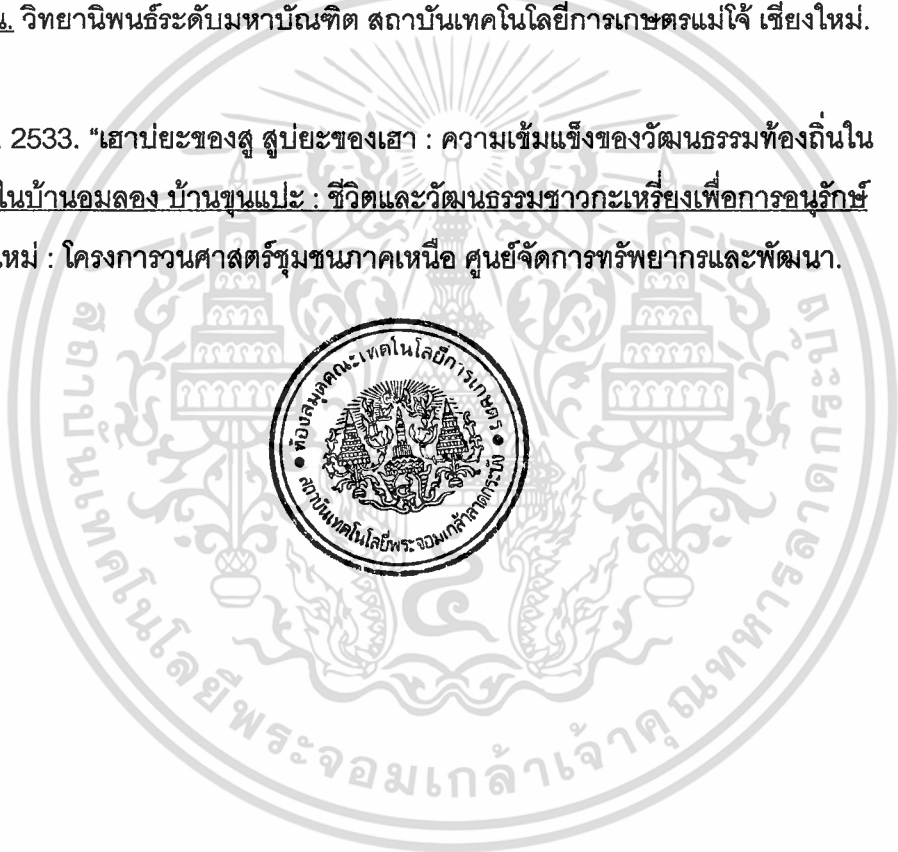 น. วิทยานิพนธ์ระดับมหาบัณฑิต สถาบันเทคโนโลยีการเกษตรแม่โจ้ เชียงใหม่.
. 2533. “เฮาบ่ยะของสู สูบ่ยะของเฮา : ความเข้มแข็งของวัฒนธรรมท้องถิ่นใน
ในบ้านอมลอง บ้านขุนแปะ : ชีวิตและวัฒนธรรมชาวกะเหรี่ยงเพื่อการอนุรักษ์
ใหม่ : โครงการวนศาสตร์ชุมชนภาคเหนือ ศูนย์จัดการทรัพยากรและพัฒนา.
ห้องสมุดคณะเทคโนโลยีการเกษตร
สถาบันเทคโนโลยีพระจอมเกล้าลาดกระบัง
สถาบันเทคโนโลยีพระจอมเกล้าเจ้าคุณทหารลาดกระบัง